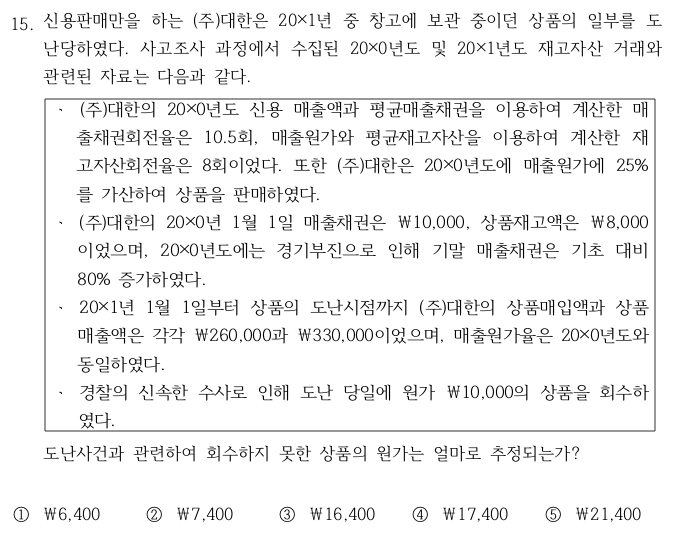 15. 신용판매만을 하는 (주)대한은 20×1년 중 창고에 보관 중이던 상품의 일부를 도
난당하였다. 사고조사 과정에서 수집된 20×0년도 및 20×1년도 재고자산 거래와
관련된 자료는 다음과 같다.
· (주)대한의 20×0년도 신용 매출액과 평균매출채권을 이용하여 계산한 매
출채권회전율은 10.5회, 매출원가와 평균재고자산을 이용하여 계산한 재
고자산회전율은 8회이었다. 또한 (주)대한은 20×0년도에 매출원가에 25%
를 가산하여 상품을 판매하였다.
· (주)대한의 20×0년 1월 1일 매출채권은 ₩10,000, 상품재고액은 ₩8,000
이었으며, 20×0년도에는 경기부진으로 인해 기말 매출채권은 기초 대비
80% 증가하였다.
· 20×1년 1월 1일부터 상품의 도난시점까지 (주)대한의 상품매입액과 상품
매출액은 각각 ₩260,000과 ₩330,000이었으며, 매출원가율은 20×0년도와
동일하였다.
· 경찰의 신속한 수사로 인해 도난 당일에 원가 ₩10,000의 상품을 회수하
였다.
도난사건과 관련하여 회수하지 못한 상품의 원가는 얼마로 추정되는가?
① ₩6,400 ② ₩7,400 ③ ₩16,400 ④ ₩17,400 ⑤ ₩21,400